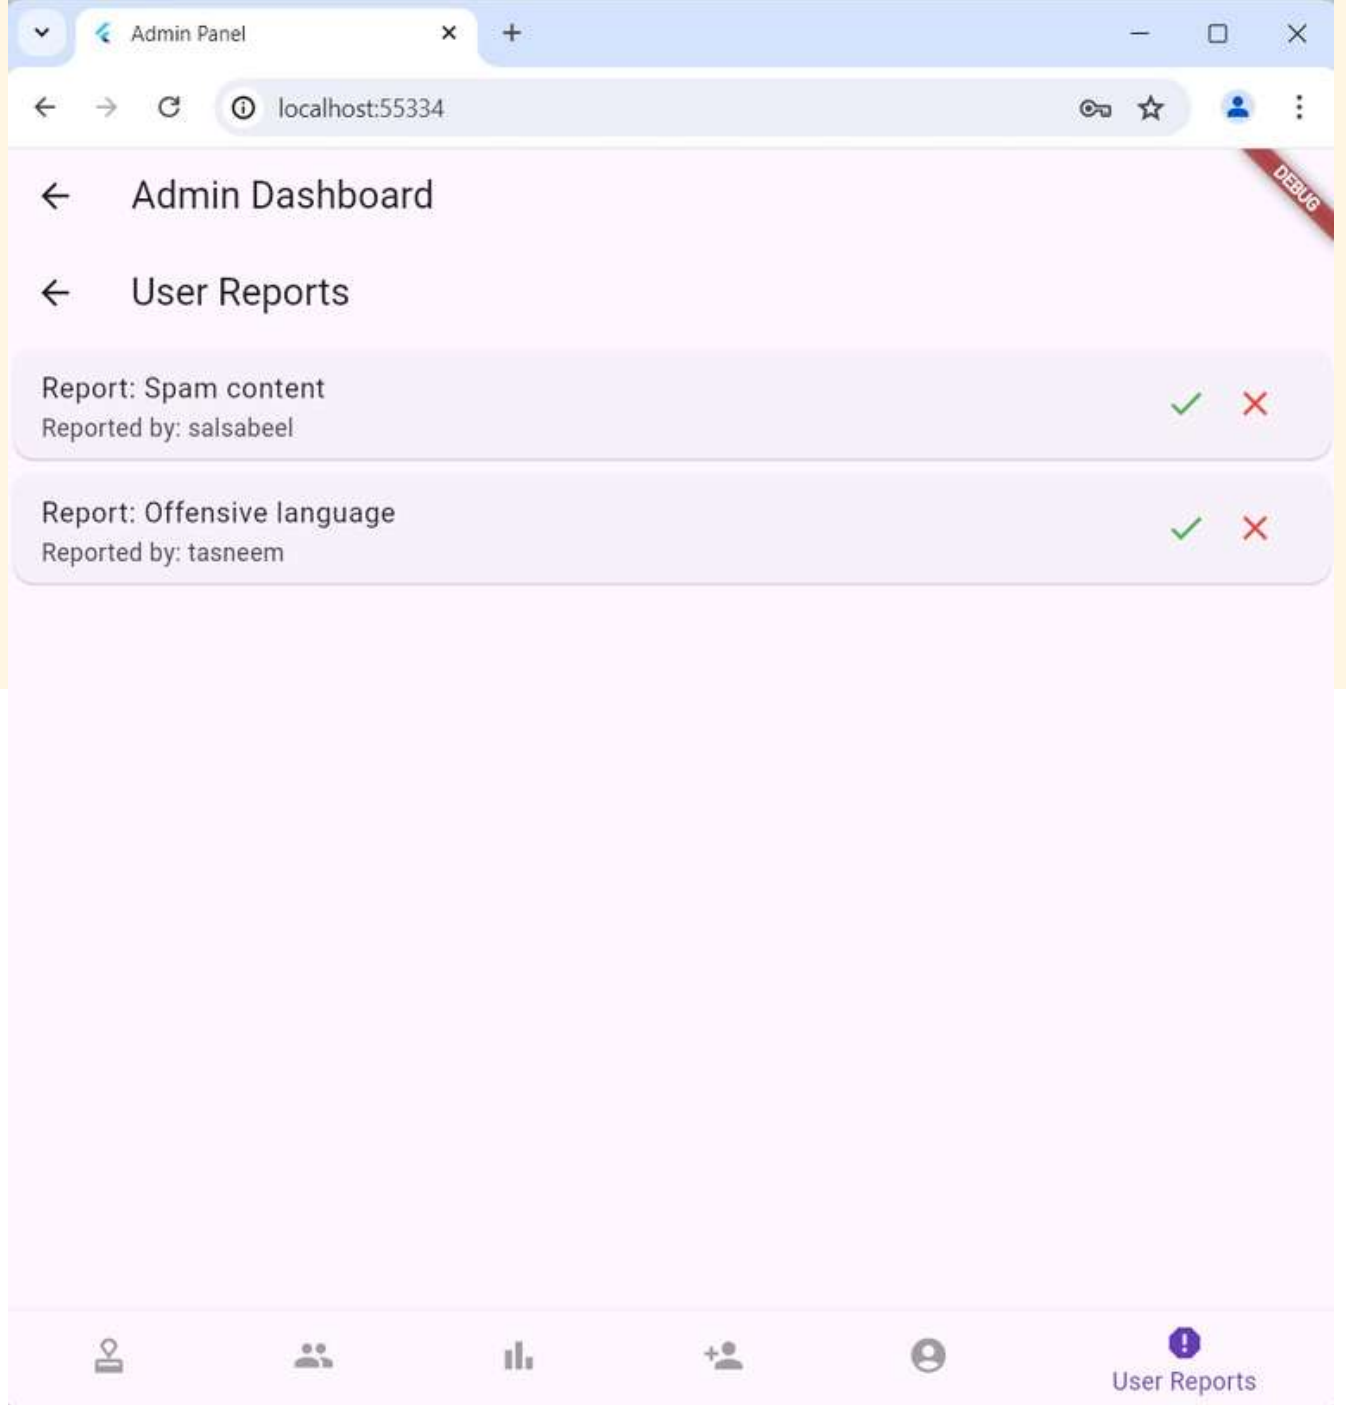 Admin Panel
localhost:55334
Admin Dashboard
DEBUG
User Reports
Report: Spam content
Reported by: salsabeel
Report: Offensive language
Reported by: tasneem
User Reports